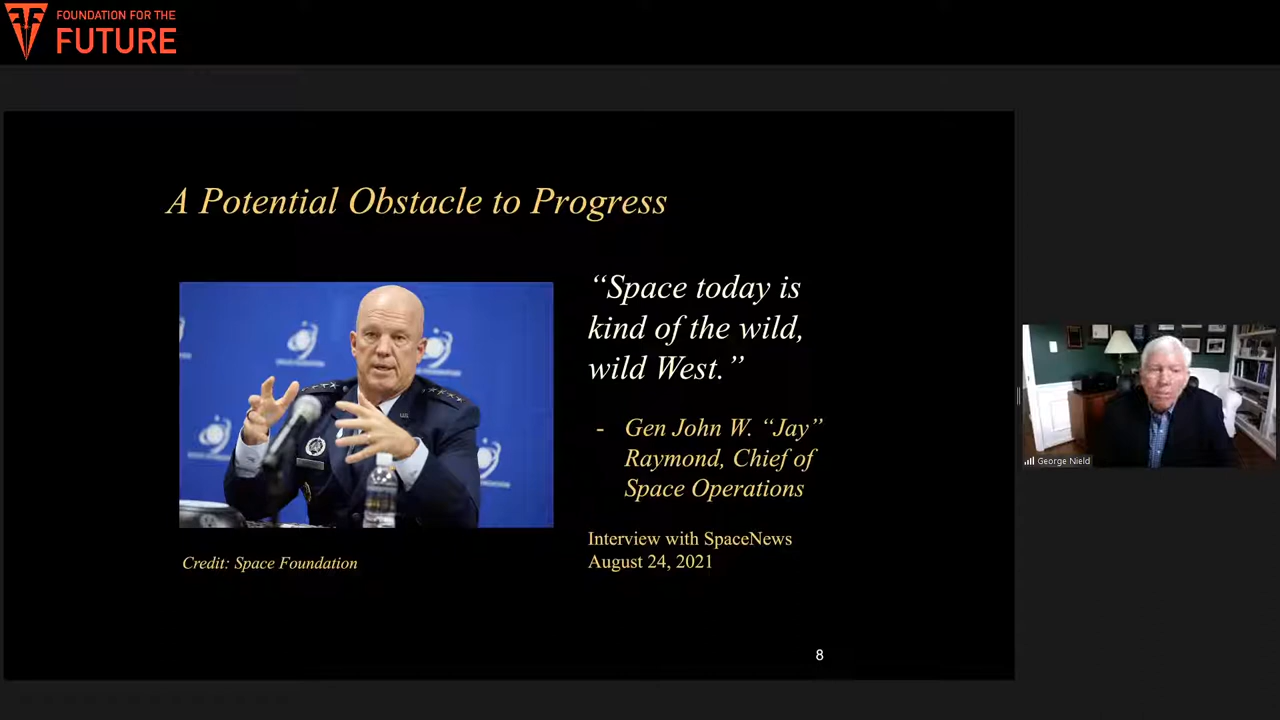 FOUNDATION FOR THE
FUTURE
A Potential Obstacle to Progress
“Space today is
kind of the wild,
wild West.”
- Gen John W. “Jay”
Raymond, Chief of
Space Operations
Interview with SpaceNews
August 24, 2021
Credit: Space Foundation
8
George Nield